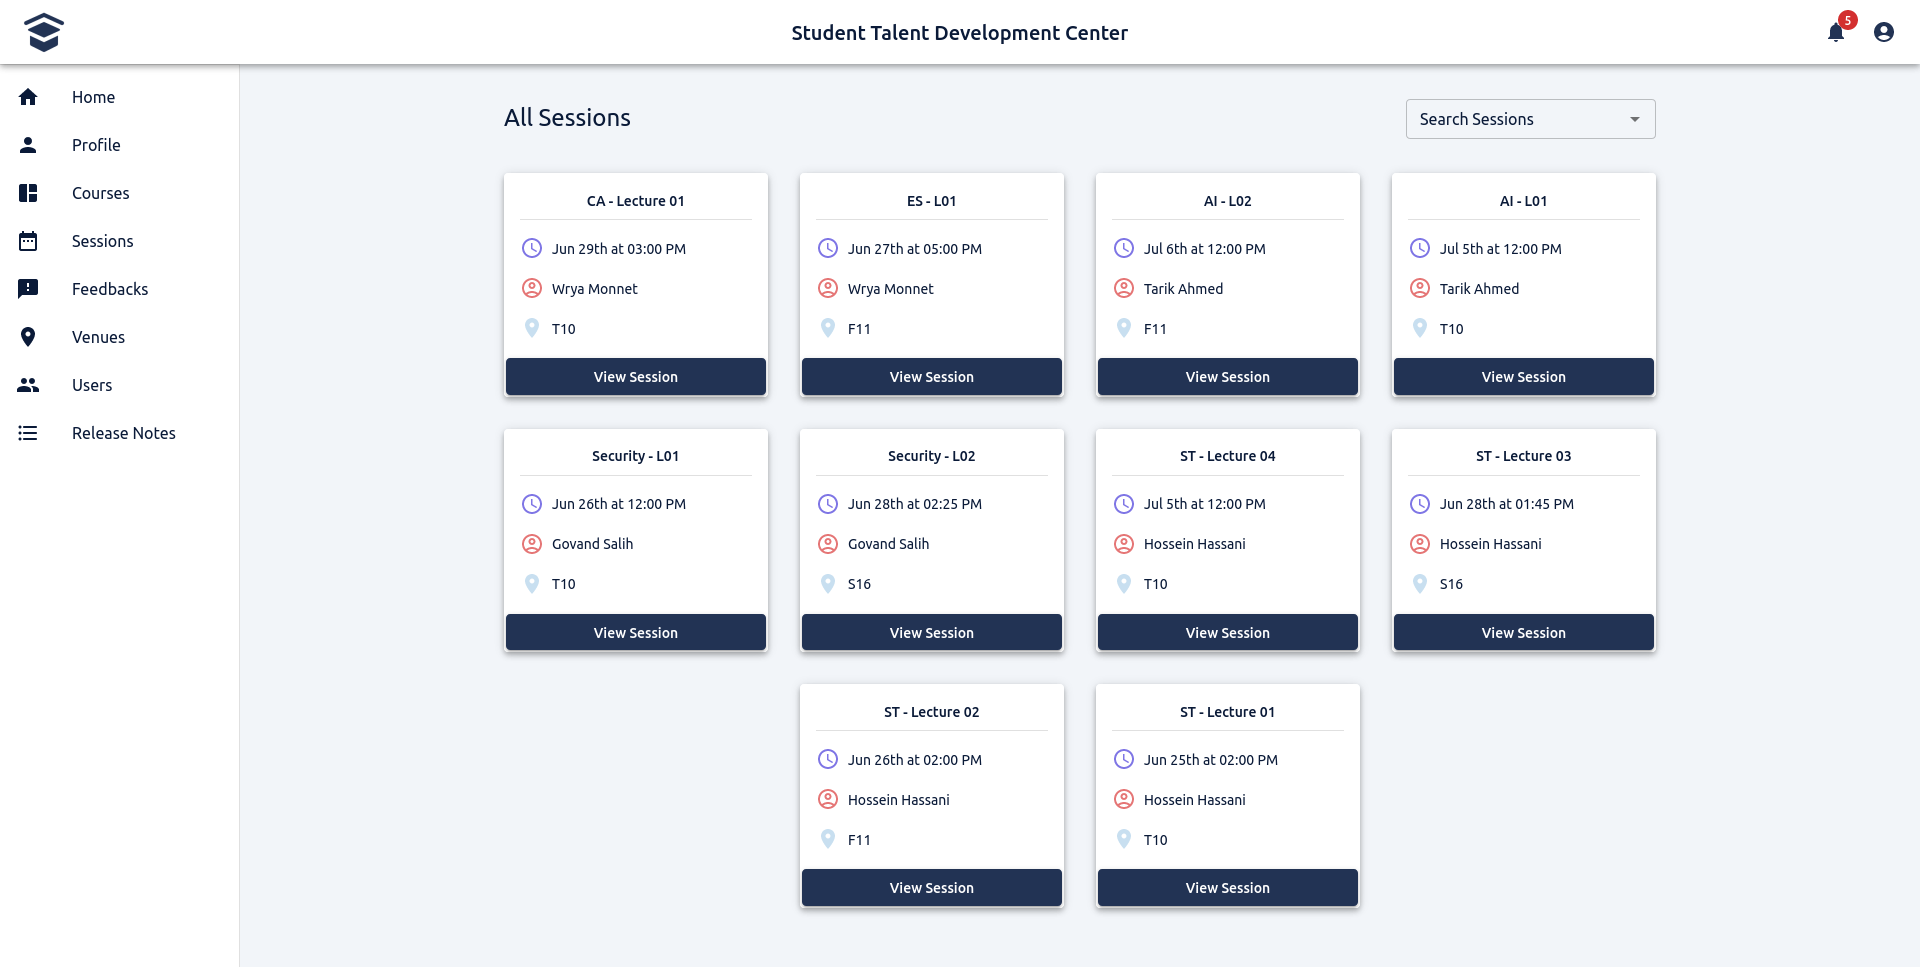 Student Talent Development Center
5
Home
Profile
Courses
Sessions
Feedbacks
Venues
Users
Release Notes
All Sessions
Search Sessions
CA - Lecture 01
Jun 29th at 03:00 PM
Wrya Monnet
T10
View Session
ES - L01
Jun 27th at 05:00 PM
Wrya Monnet
F11
View Session
AI - L02
Jul 6th at 12:00 PM
Tarik Ahmed
F11
View Session
AI - L01
Jul 5th at 12:00 PM
Tarik Ahmed
T10
View Session
Security - L01
Jun 26th at 12:00 PM
Govand Salih
T10
View Session
Security - L02
Jun 28th at 02:25 PM
Govand Salih
S16
View Session
ST - Lecture 04
Jul 5th at 12:00 PM
Hossein Hassani
T10
View Session
ST - Lecture 03
Jun 28th at 01:45 PM
Hossein Hassani
S16
View Session
ST - Lecture 02
Jun 26th at 02:00 PM
Hossein Hassani
F11
View Session
ST - Lecture 01
Jun 25th at 02:00 PM
Hossein Hassani
T10
View Session